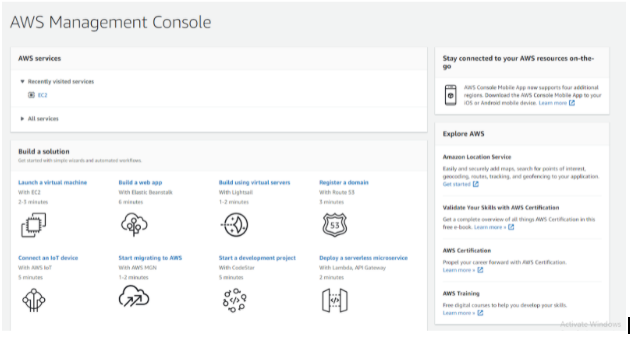 AWS Management Console
AWS services
Recently visited services
EC2
All services
Build a solution
Get started with simple wizards and automated workflows.
Launch a virtual machine
With EC2
2-3 minutes
Build a web app
With Elastic Beanstalk
6 minutes
Build using virtual servers
With Lightsail
1-2 minutes
Register a domain
With Route 53
3 minutes
53
Connect an IoT device
With AWS IoT
5 minutes
Start migrating to AWS
With AWS MGN
1-2 minutes
Start a development project
With CodeStar
5 minutes
Deploy a serverless microservice
With Lambda, API Gateway
2 minutes
Stay connected to your AWS resources on-the-
go
AWS Console Mobile App now supports four additional
regions. Download the AWS Console Mobile App to your
iOS or Android mobile device. Learn more
Explore AWS
Amazon Location Service
Easily and securely add maps, search for points of interest,
geocoding, routes, tracking, and geofencing to your application.
Get started
Validate Your Skills with AWS Certification
Get a complete overview of all things AWS Certification in this
free e-book. Learn more »
AWS Certification
Propel your career forward with AWS Certification.
Learn more »
AWS Training
Free digital courses to help you develop your skills.
Learn more »
Activate Windows